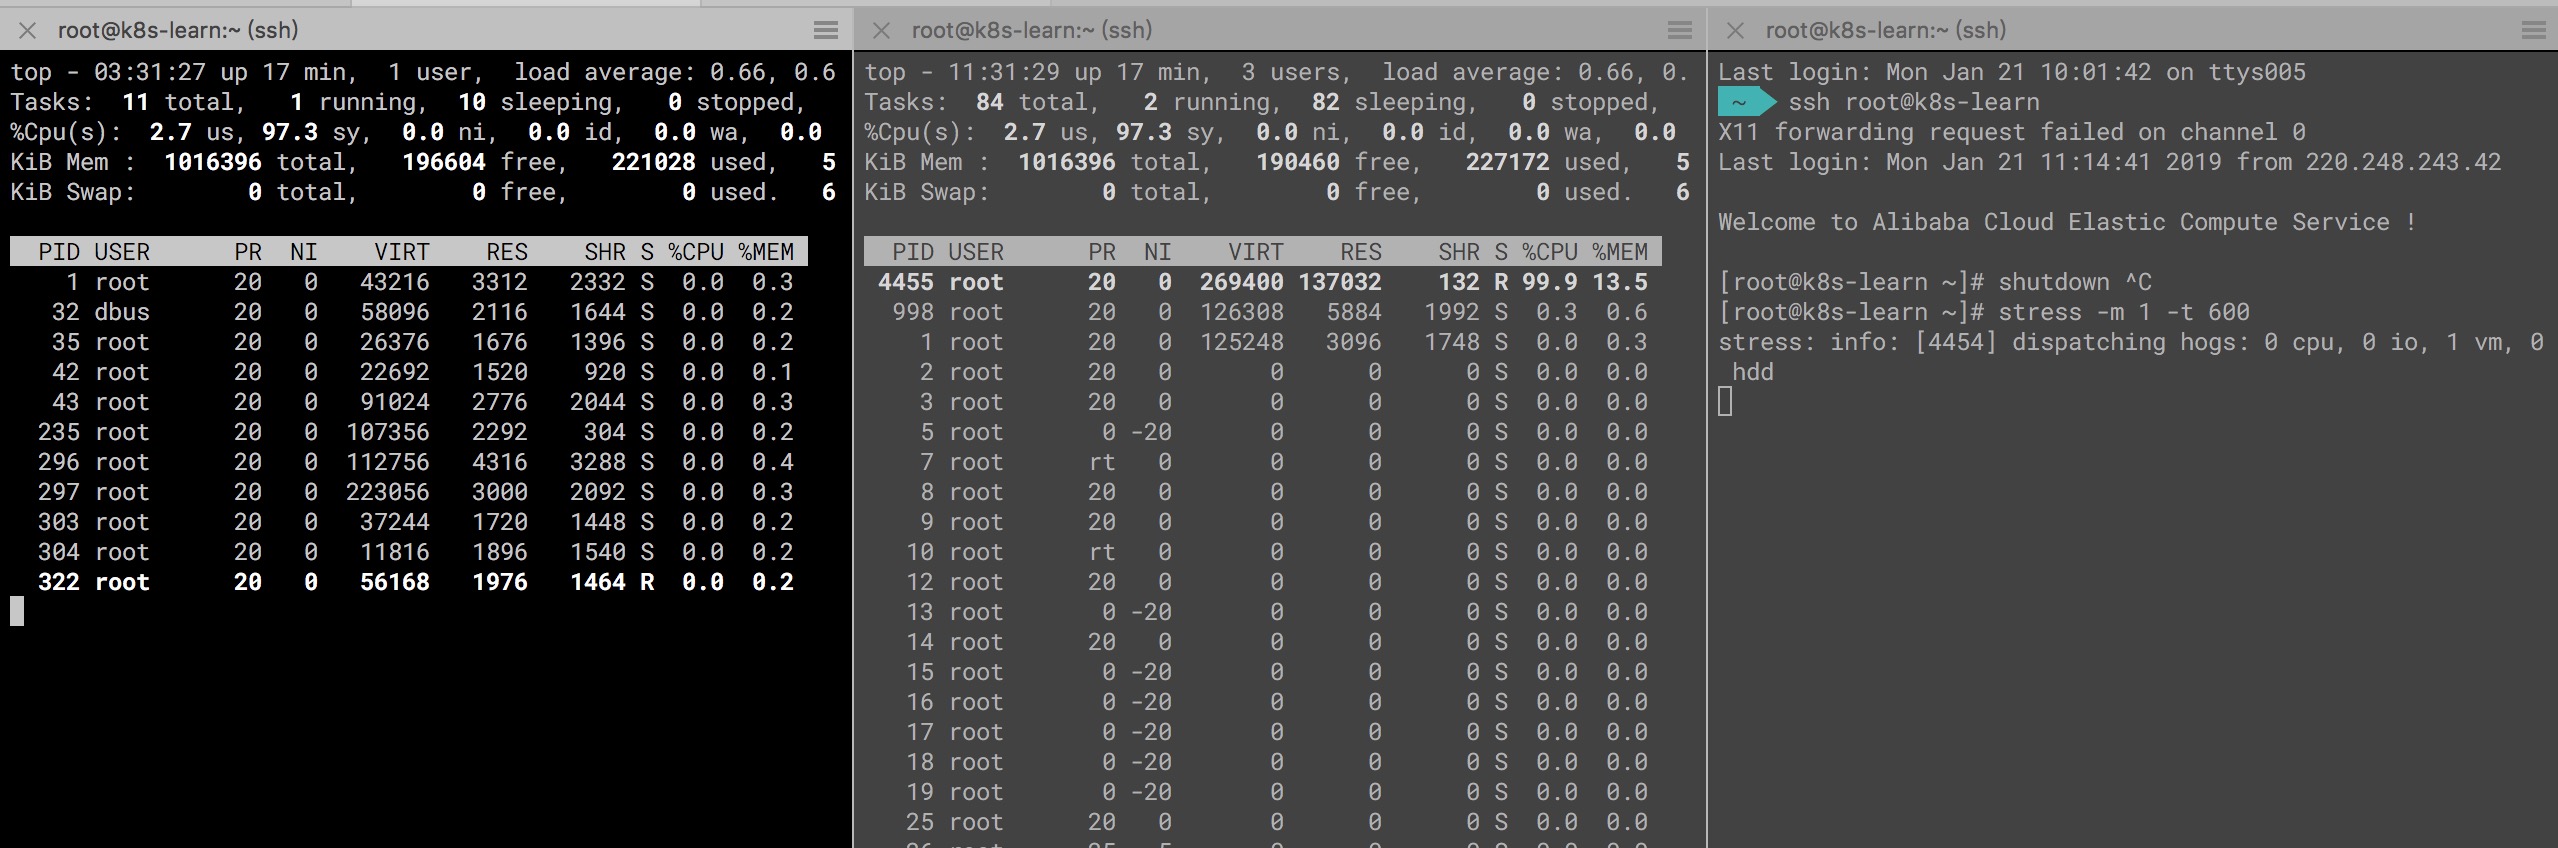 root@k8s-learn:~ (ssh)
top - 03:31:27 up 17 min,  1 user,  load average: 0.66, 0.6
Tasks:  11 total,   1 running,  10 sleeping,   0 stopped,
%Cpu(s):  2.7 us, 97.3 sy,  0.0 ni,  0.0 id,  0.0 wa,  0.0
KiB Mem :  1016396 total,   196604 free,   221028 used,   5
KiB Swap:        0 total,        0 free,        0 used.   6
PID USER      PR  NI    VIRT    RES    SHR S %CPU %MEM
1 root      20   0   43216   3312   2332 S  0.0  0.3
32 dbus      20   0   58096   2116   1644 S  0.0  0.2
35 root      20   0   26376   1676   1396 S  0.0  0.2
42 root      20   0   22692   1520    920 S  0.0  0.1
43 root      20   0   91024   2776   2044 S  0.0  0.3
235 root      20   0  107356   2292    304 S  0.0  0.2
296 root      20   0  112756   4316   3288 S  0.0  0.4
297 root      20   0  223056   3000   2092 S  0.0  0.3
303 root      20   0   37244   1720   1448 S  0.0  0.2
304 root      20   0   11816   1896   1540 S  0.0  0.2
322 root      20   0   56168   1976   1464 R  0.0  0.2
root@k8s-learn:~ (ssh)
top - 11:31:29 up 17 min,  3 users,  load average: 0.66, 0.
Tasks:  84 total,   2 running,  82 sleeping,   0 stopped,
%Cpu(s):  2.7 us, 97.3 sy,  0.0 ni,  0.0 id,  0.0 wa,  0.0
KiB Mem :  1016396 total,   190460 free,   227172 used,   5
KiB Swap:        0 total,        0 free,        0 used.   6
PID USER      PR  NI    VIRT    RES    SHR S %CPU %MEM
4455 root      20   0  269400 137032    132 R 99.9 13.5
998 root      20   0  126308   5884   1992 S  0.3  0.6
1 root      20   0  125248   3096   1748 S  0.0  0.3
2 root      20   0       0      0      0 S  0.0  0.0
3 root      20   0       0      0      0 S  0.0  0.0
5 root       0 -20       0      0      0 S  0.0  0.0
7 root      rt   0       0      0      0 S  0.0  0.0
8 root      20   0       0      0      0 S  0.0  0.0
9 root      20   0       0      0      0 S  0.0  0.0
10 root      rt   0       0      0      0 S  0.0  0.0
12 root      20   0       0      0      0 S  0.0  0.0
13 root       0 -20       0      0      0 S  0.0  0.0
14 root      20   0       0      0      0 S  0.0  0.0
15 root       0 -20       0      0      0 S  0.0  0.0
16 root       0 -20       0      0      0 S  0.0  0.0
17 root       0 -20       0      0      0 S  0.0  0.0
18 root       0 -20       0      0      0 S  0.0  0.0
19 root       0 -20       0      0      0 S  0.0  0.0
25 root      20   0       0      0      0 S  0.0  0.0
root@k8s-learn:~ (ssh)
Last login: Mon Jan 21 10:01:42 on ttys005
~ ssh root@k8s-learn
X11 forwarding request failed on channel 0
Last login: Mon Jan 21 11:14:41 2019 from 220.248.243.42
Welcome to Alibaba Cloud Elastic Compute Service !
[root@k8s-learn ~]# shutdown ^C
[root@k8s-learn ~]# stress -m 1 -t 600
stress: info: [4454] dispatching hogs: 0 cpu, 0 io, 1 vm, 0
hdd